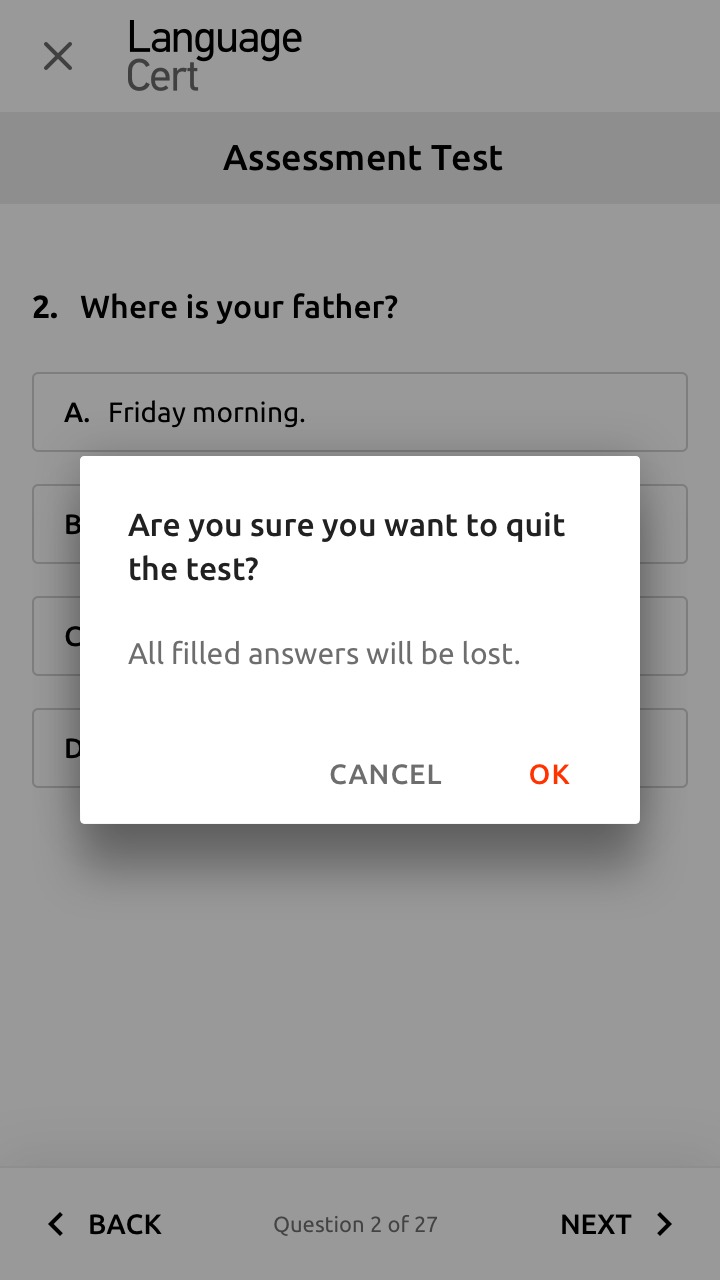 Language
Cert
Assessment Test
2. Where is your father?
A. Friday morning.
B
C
D
Are you sure you want to quit
the test?
All filled answers will be lost.
CANCEL OK
BACK Question 2 of 27 NEXT